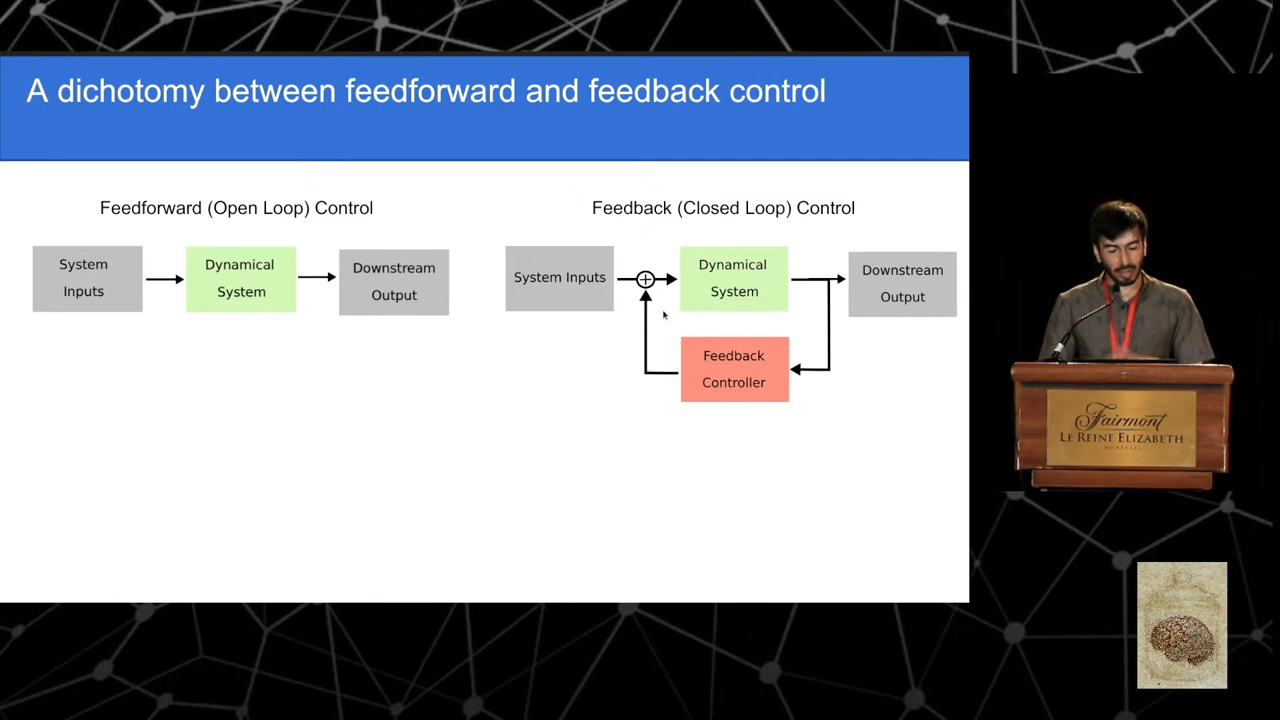 A dichotomy between feedforward and feedback control
Feedforward (Open Loop) Control
Feedback (Closed Loop) Control
System
Inputs
Dynamical
System
Downstream
Output
System Inputs
Dynamical
System
Downstream
Output
Feedback
Controller
Fairmont
LE REINE ELIZABETH
MONTRÉAL